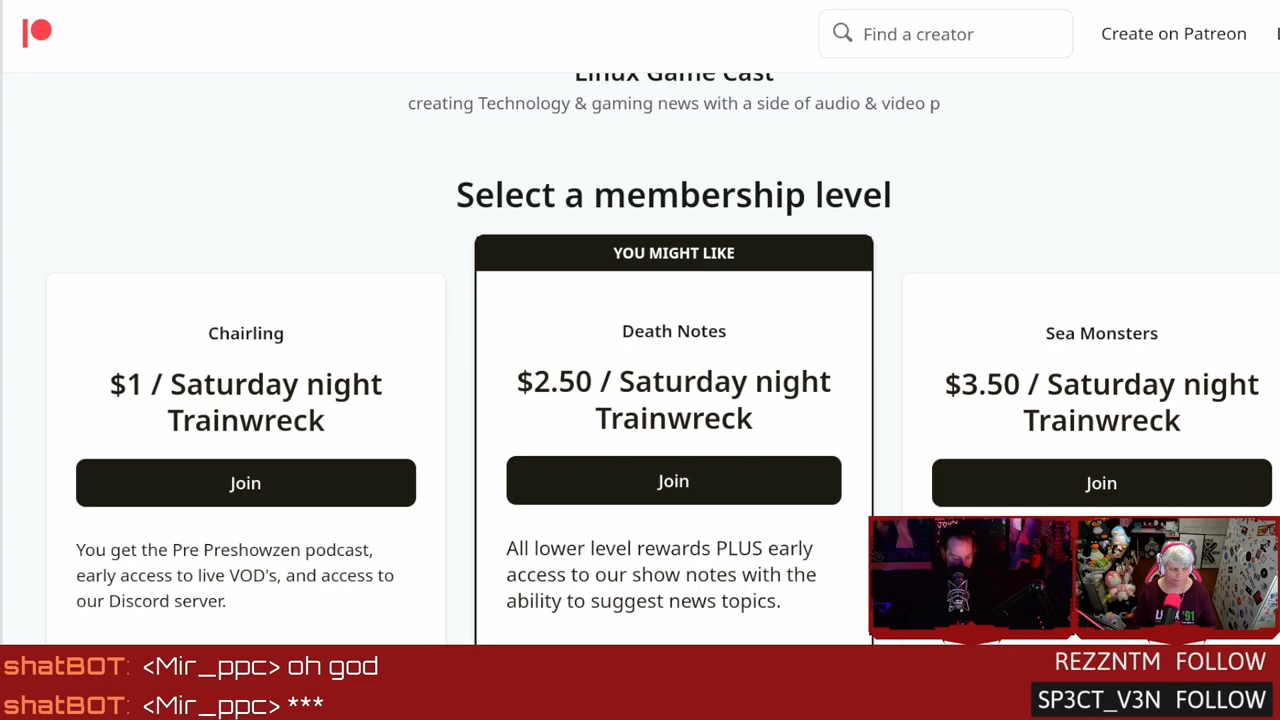 Find a creator
Create on Patreon
Linux Game Cast
creating Technology & gaming news with a side of audio & video p
Select a membership level
YOU MIGHT LIKE
Chairling
$1 / Saturday night
Trainwreck
Join
You get the Pre Preshowzen podcast,
early access to live VOD's, and access to
our Discord server.
Death Notes
$2.50 / Saturday night
Trainwreck
Join
All lower level rewards PLUS early
access to our show notes with the
ability to suggest news topics.
Sea Monsters
$3.50 / Saturday night
Trainwreck
Join
shatBOT: <Mir_ppc> oh god
shatBOT: <Mir_ppc> ***
REZZNTM FOLLOW
SP3CT_V3N FOLLOW